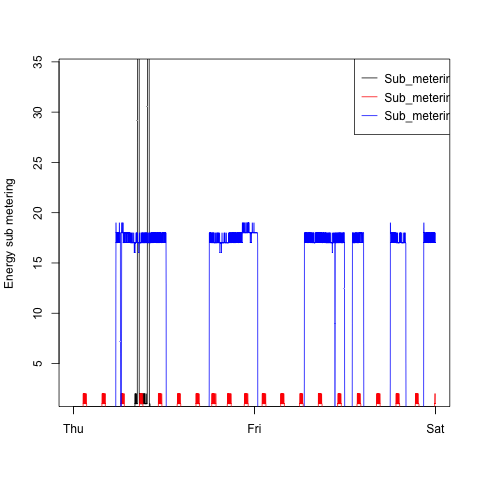 35
30
25
20
15
10
5
Energy sub metering
Thu Fri Sat
Sub_meterin
Sub_meterin
Sub_meterin